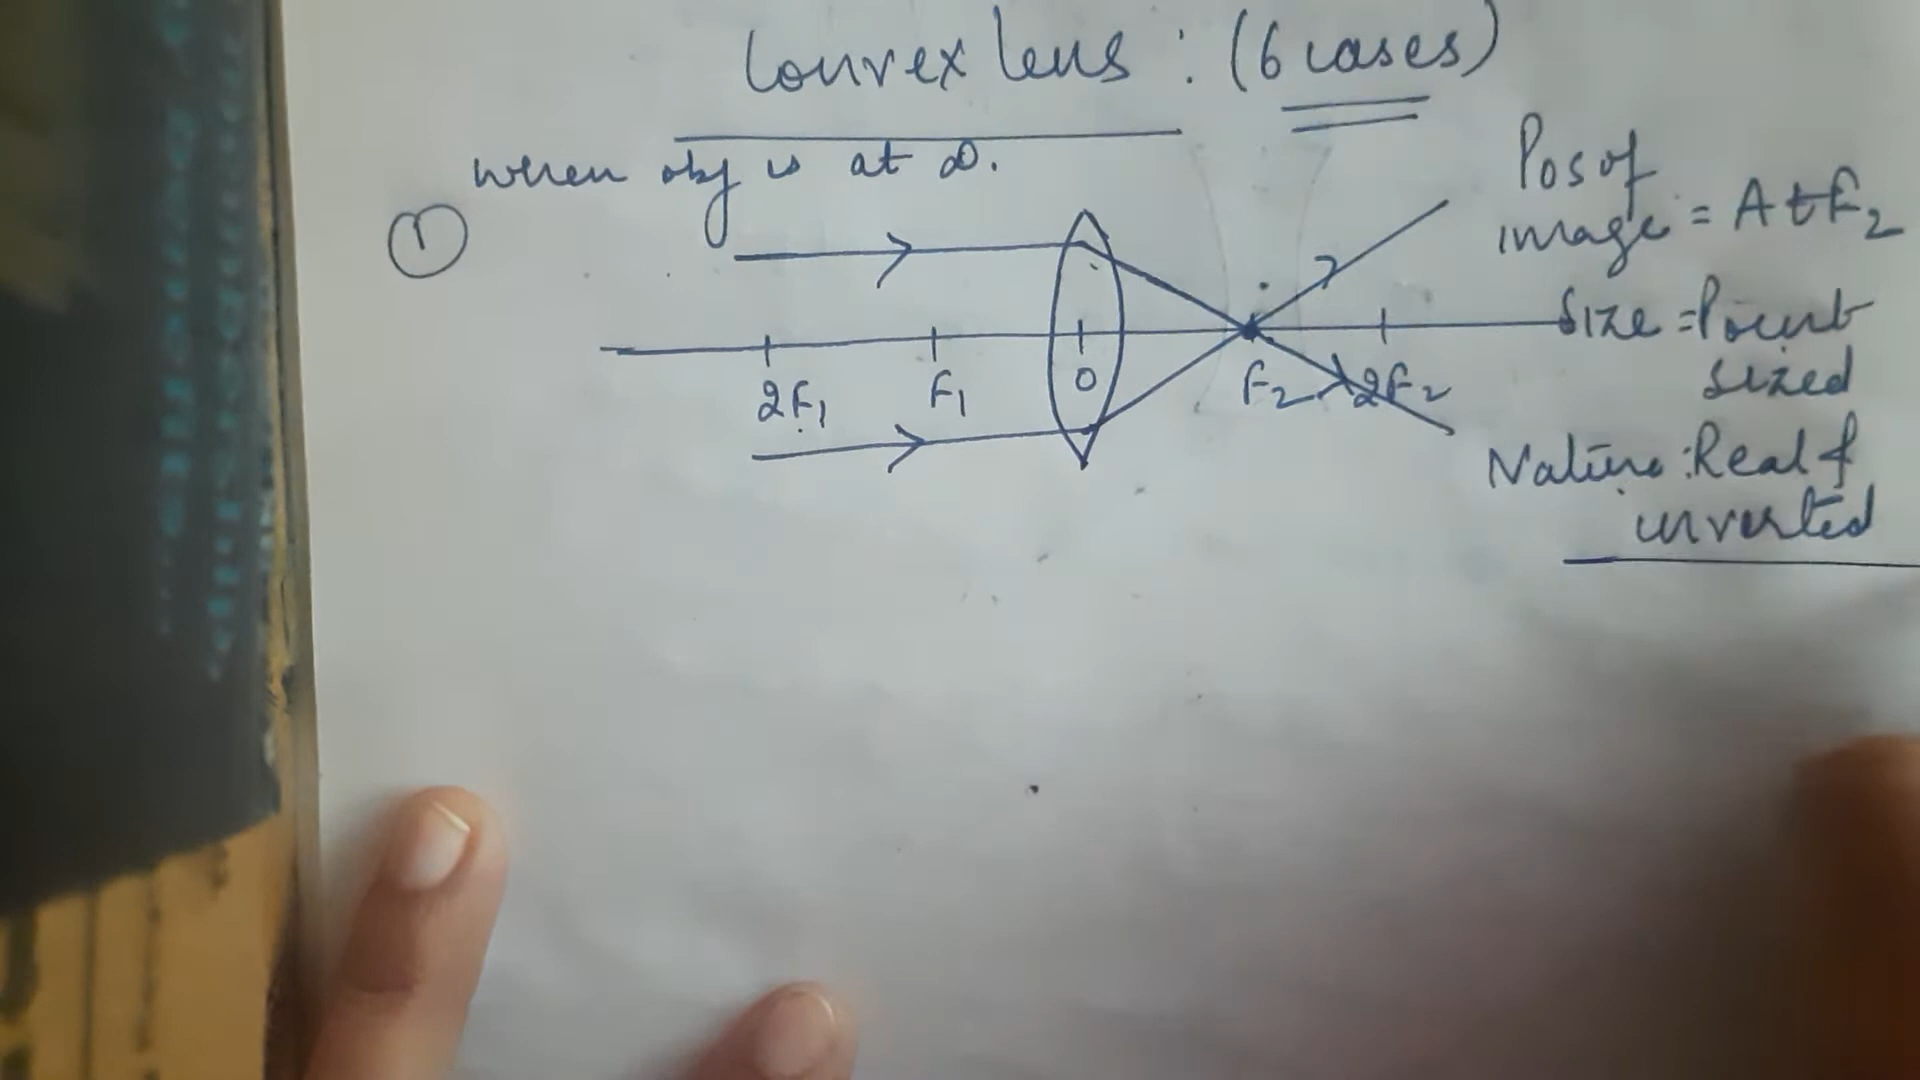 Convex lens : (6 cases)
when obj is at ∞.
1
2F₁ F₁ O F₂ 2F₂
Pos of
image = At F₂
Size = Point
sized
Nature : Real &
inverted